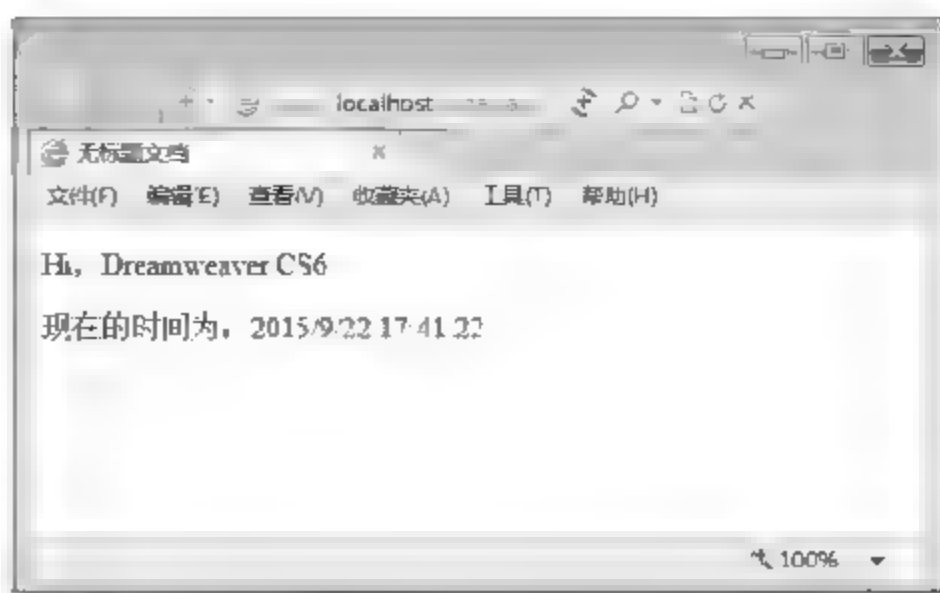 localhost
无标题文档
文件(F) 编辑(E) 查看(V) 收藏夹(A) 工具(T) 帮助(H)
Hi，Dreamweaver CS6
现在的时间为，2015/9/22 17:41:22
100%